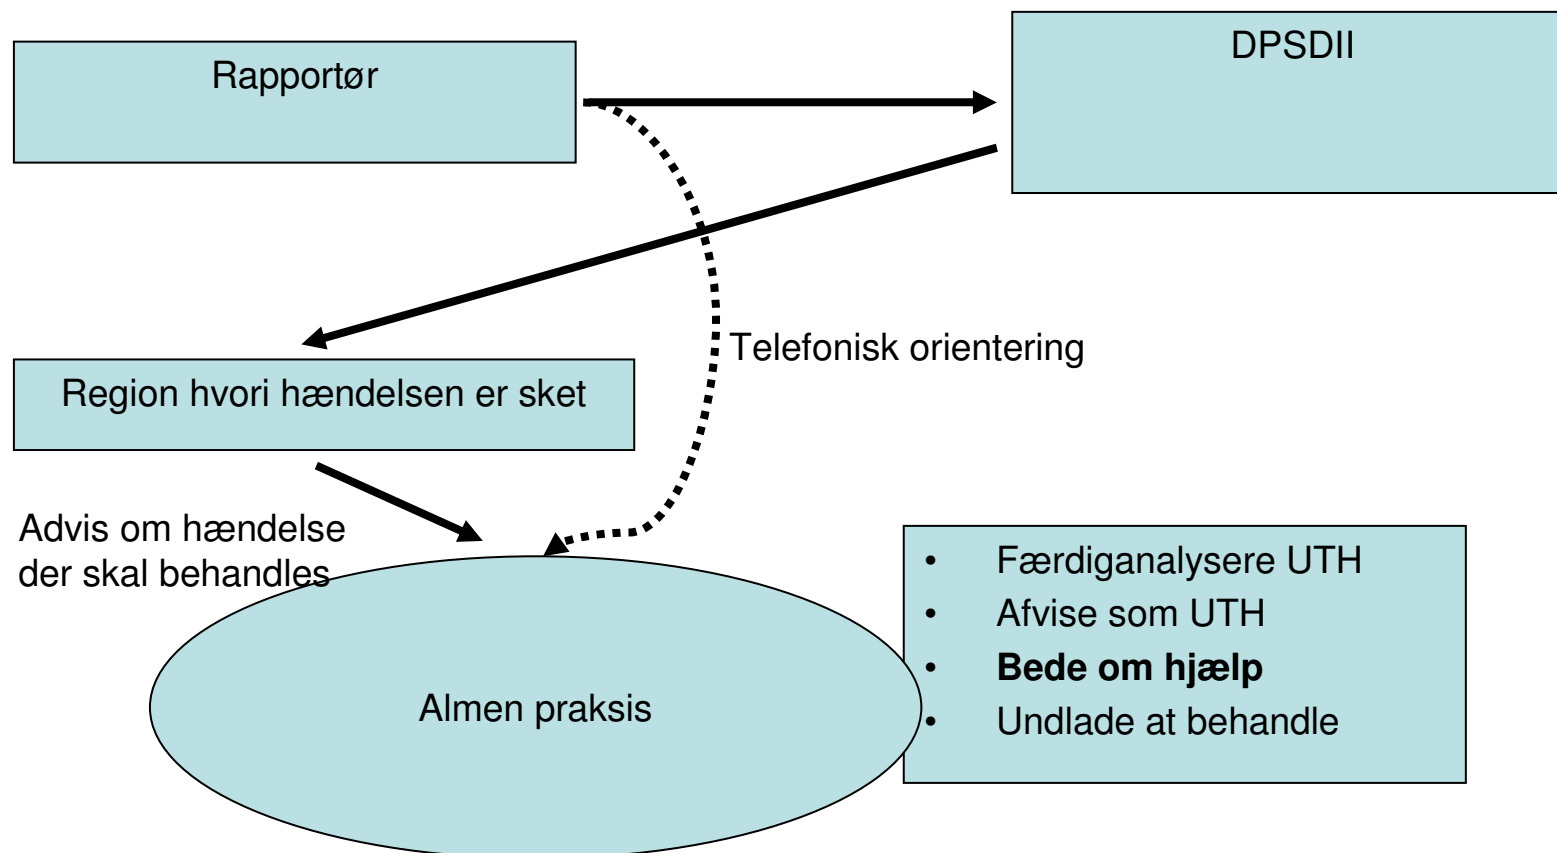 Rapportør
DPSDII
Telefonisk orientering
Region hvori hændelsen er sket
Advis om hændelse
der skal behandles
Almen praksis
• Færdiganalysere UTH
• Afvise som UTH
• Bede om hjælp
• Undlade at behandle